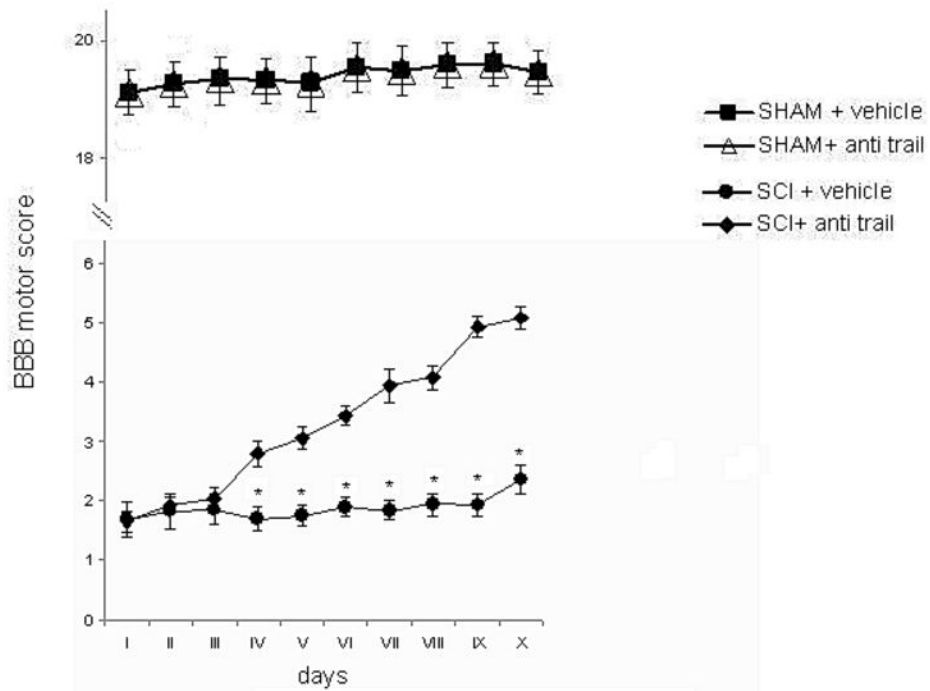 20
18
BBB motor score
SHAM + vehicle
SHAM+ anti trail
SCI + vehicle
SCI+ anti trail
6
5
4
3
2
1
0
* * * * * * *
I II III IV V VI VII VIII IX X
days